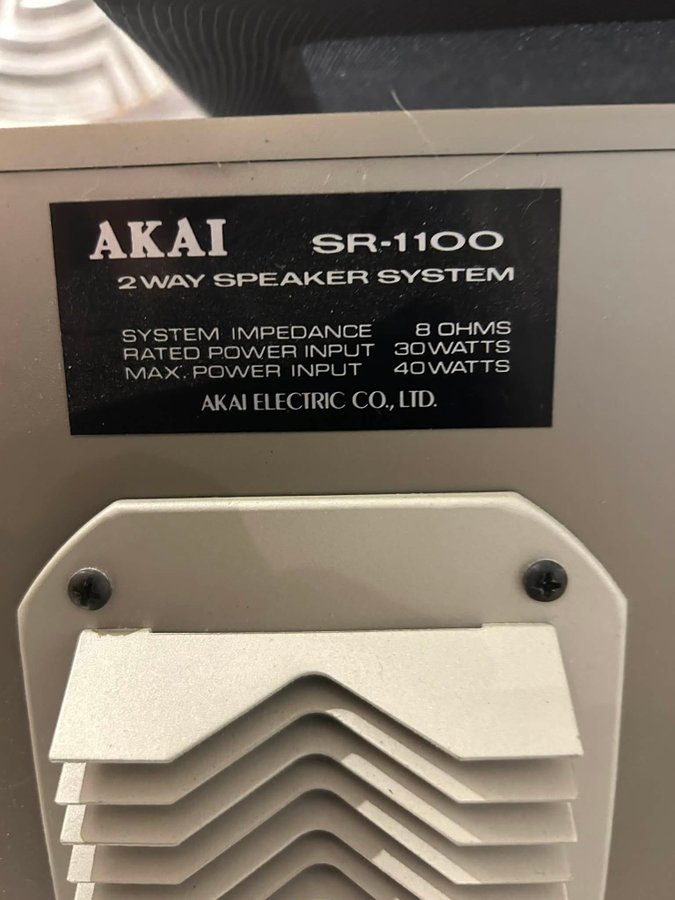 AKAI SR-1100
2 WAY SPEAKER SYSTEM
SYSTEM IMPEDANCE 8 OHMS
RATED POWER INPUT 30 WATTS
MAX. POWER INPUT 40 WATTS
AKAI ELECTRIC CO., LTD.